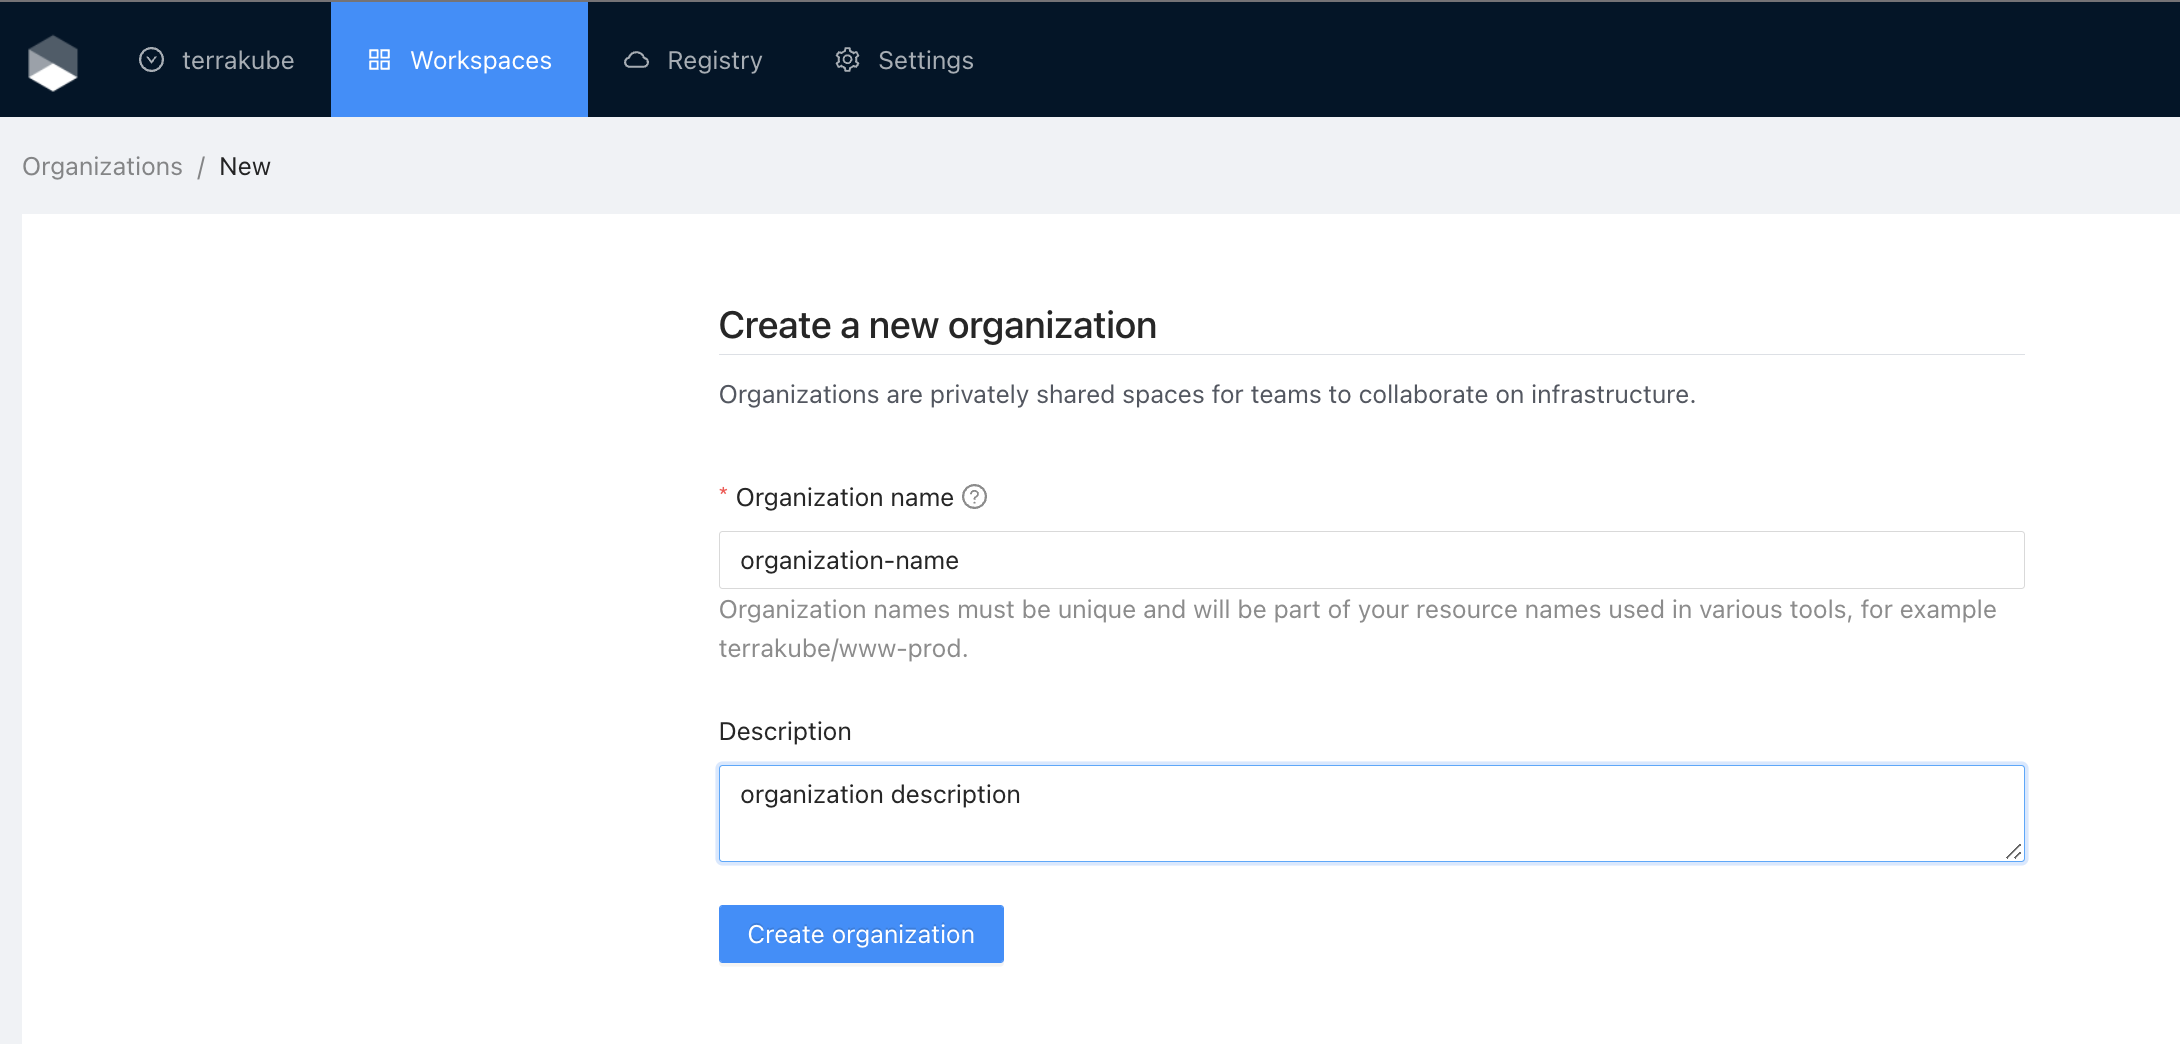 terrakube Workspaces Registry Settings
Organizations / New
Create a new organization
Organizations are privately shared spaces for teams to collaborate on infrastructure.
* Organization name
organization-name
Organization names must be unique and will be part of your resource names used in various tools, for example
terrakube/www-prod.
Description
organization description
Create organization